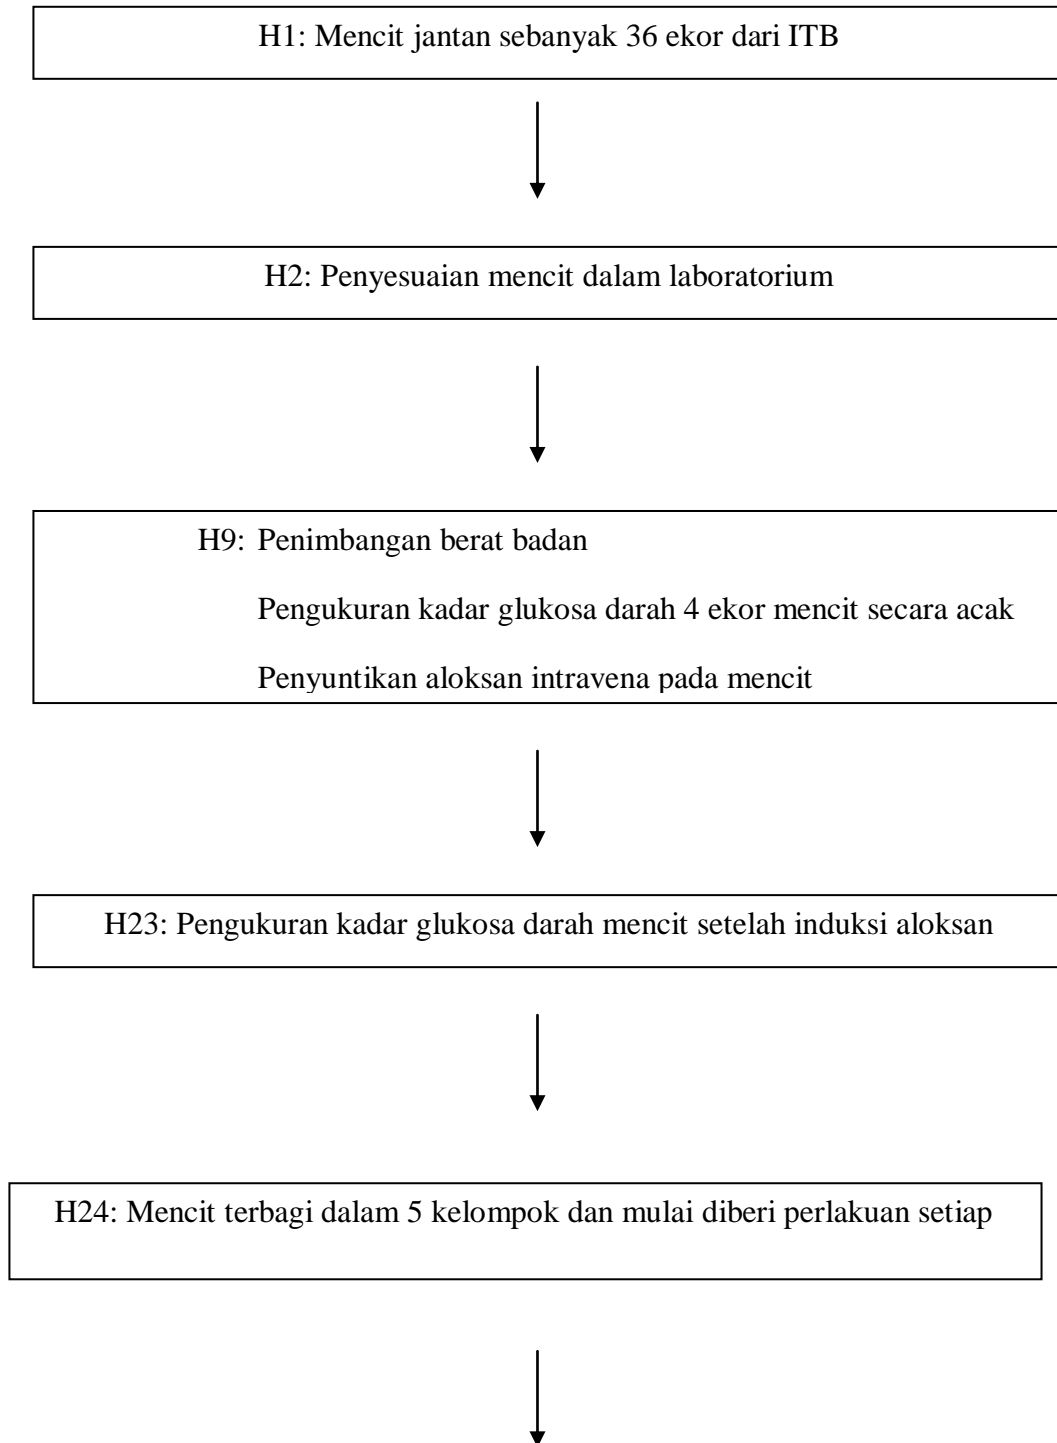 H1: Mencit jantan sebanyak 36 ekor dari ITB
H2: Penyesuaian mencit dalam laboratorium
H9: Penimbangan berat badan
Pengukuran kadar glukosa darah 4 ekor mencit secara acak
Penyuntikan aloksan intravena pada mencit
H23: Pengukuran kadar glukosa darah mencit setelah induksi aloksan
H24: Mencit terbagi dalam 5 kelompok dan mulai diberi perlakuan setiap